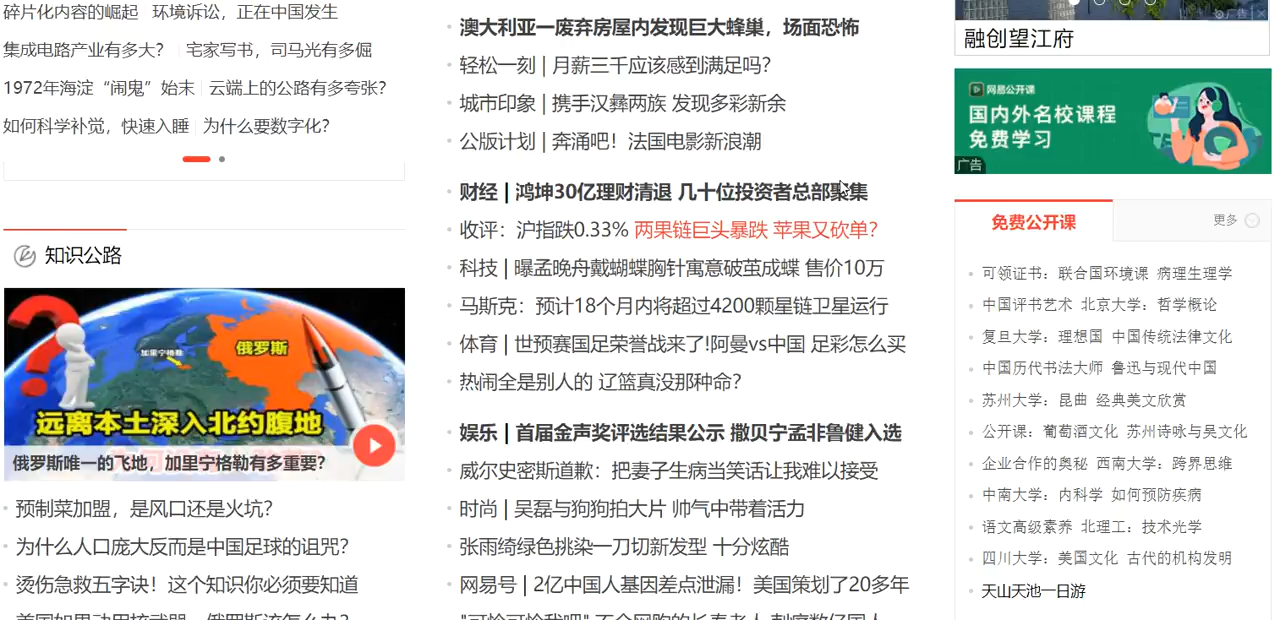 碎片化内容的崛起 环境诉讼，正在中国发生
集成电路产业有多大？ 宅家写书，司马光有多倔
1972年海淀“闹鬼”始末 云端上的公路有多夸张？
如何科学补觉，快速入睡 为什么要数字化？
知识公路
加里宁格勒
俄罗斯
远离本土深入北约腹地
俄罗斯唯一的飞地，加里宁格勒有多重要？
预制菜加盟，是风口还是火坑？
为什么人口庞大反而是中国足球的诅咒？
烫伤急救五字诀！这个知识你必须要知道
澳大利亚一废弃房屋内发现巨大蜂巢，场面恐怖
轻松一刻 | 月薪三千应该感到满足吗？
城市印象 | 携手汉彝两族 发现多彩新余
公版计划 | 奔涌吧！法国电影新浪潮
财经 | 鸿坤30亿理财清退 几十位投资者总部聚集
收评：沪指跌0.33% 两果链巨头暴跌 苹果又砍单？
科技 | 曝孟晚舟戴蝴蝶胸针寓意破茧成蝶 售价10万
马斯克：预计18个月内将超过4200颗星链卫星运行
体育 | 世预赛国足荣誉战来了!阿曼vs中国 足彩怎么买
热闹全是别人的 辽篮真没那种命？
娱乐 | 首届金声奖评选结果公示 撒贝宁孟非鲁健入选
威尔史密斯道歉：把妻子生病当笑话让我难以接受
时尚 | 吴磊与狗狗拍大片 帅气中带着活力
张雨绮绿色挑染一刀切新发型 十分炫酷
网易号 | 2亿中国人基因差点泄漏！美国策划了20多年
广告
融创望江府
网易公开课
国内外名校课程
免费学习
广告
免费公开课
更多
可领证书：联合国环境课 病理生理学
中国评书艺术 北京大学：哲学概论
复旦大学：理想国 中国传统法律文化
中国历代书法大师 鲁迅与现代中国
苏州大学：昆曲 经典美文欣赏
公开课：葡萄酒文化 苏州诗咏与吴文化
企业合作的奥秘 西南大学：跨界思维
中南大学：内科学 如何预防疾病
语文高级素养 北理工：技术光学
四川大学：美国文化 古代的机构发明
天山天池一日游